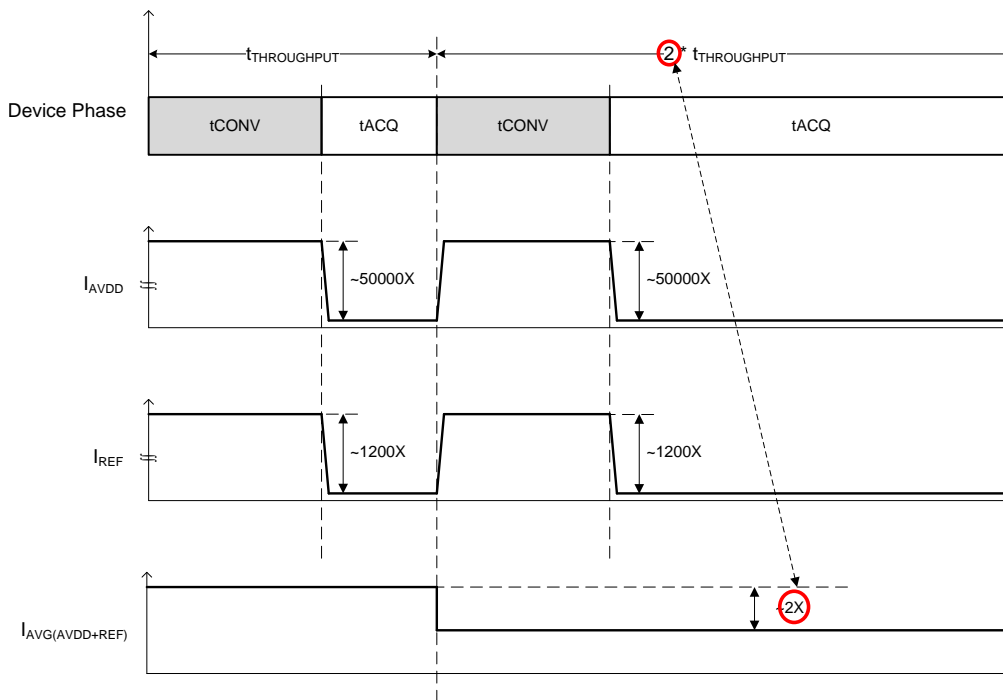 tTHROUGHPUT
2 * tTHROUGHPUT
Device Phase
tCONV
tACQ
tCONV
tACQ
IAVDD
~50000X
~50000X
IREF
~1200X
~1200X
IAVG(AVDD+REF)
~2X